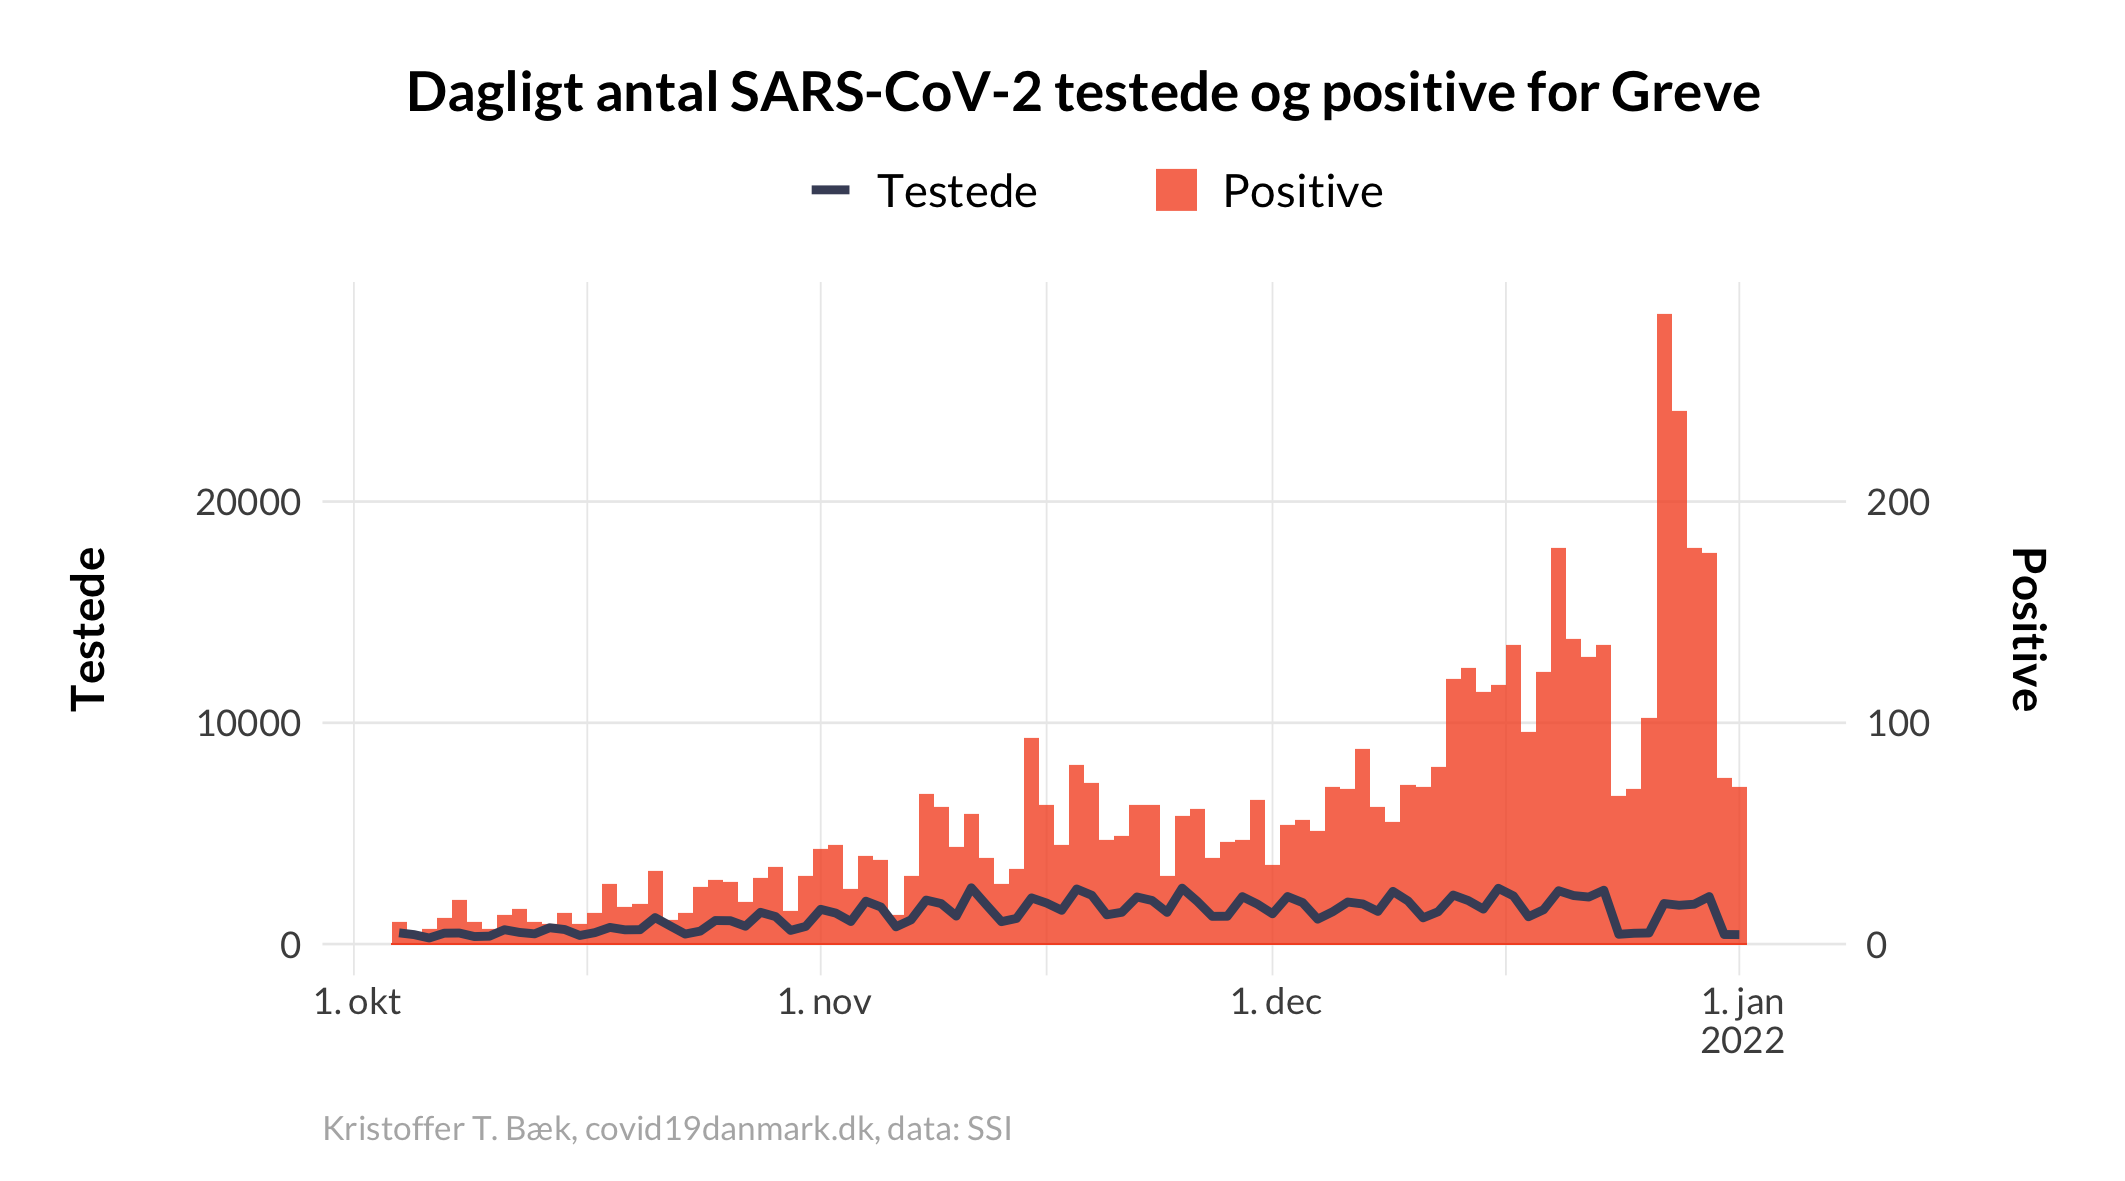 Dagligt antal SARS-CoV-2 testede og positive for Greve
Testede Positive
Testede
20000
10000
0
200
100
0
Positive
1. okt 1. nov 1. dec 1. jan
2022
Kristoffer T. Bæk, covid19danmark.dk, data: SSI